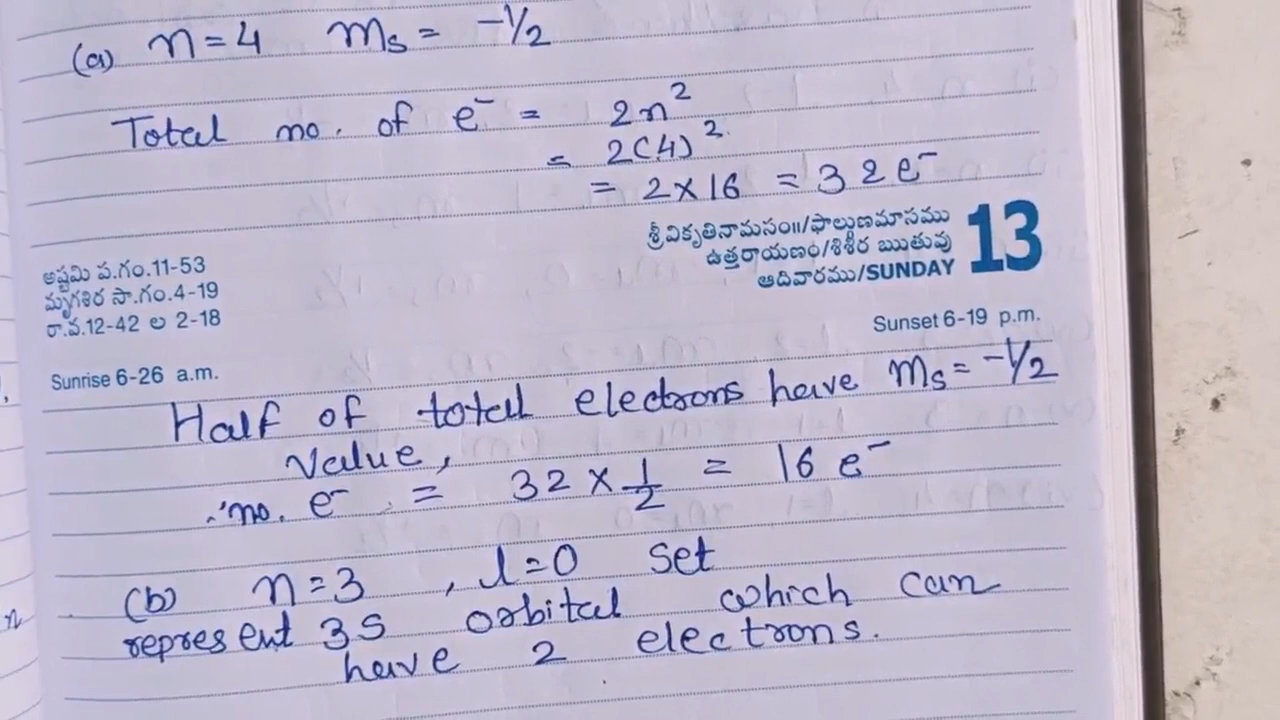 (a) n=4 ms = -1/2
Total no. of e⁻ = 2n²
= 2(4)²
= 2×16 = 32e⁻
శ్రీ వికృతినామసం॥/ఫాల్గుణమాసము
ఉత్తరాయణం/శిశిర ఋతువు
ఆదివారము/SUNDAY
13
అష్టమి ప.గం.11-53
మృగశిర సా.గం.4-19
రా.వ.12-42 ల 2-18
Sunset 6-19 p.m.
Sunrise 6-26 a.m.
Half of total electrons have ms = -1/2
value,
∴ no. e⁻ = 32 × 1/2 = 16 e⁻
(b) n=3, l=0 set
represent 3s orbital which can
have 2 electrons.